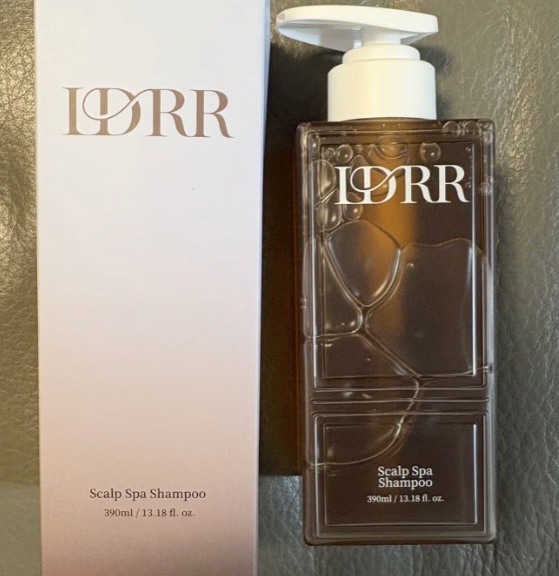 LDRR
Scalp Spa Shampoo
390ml / 13.18 fl. oz.
LDRR
Scalp Spa
Shampoo
390ml / 13.18 fl. oz.